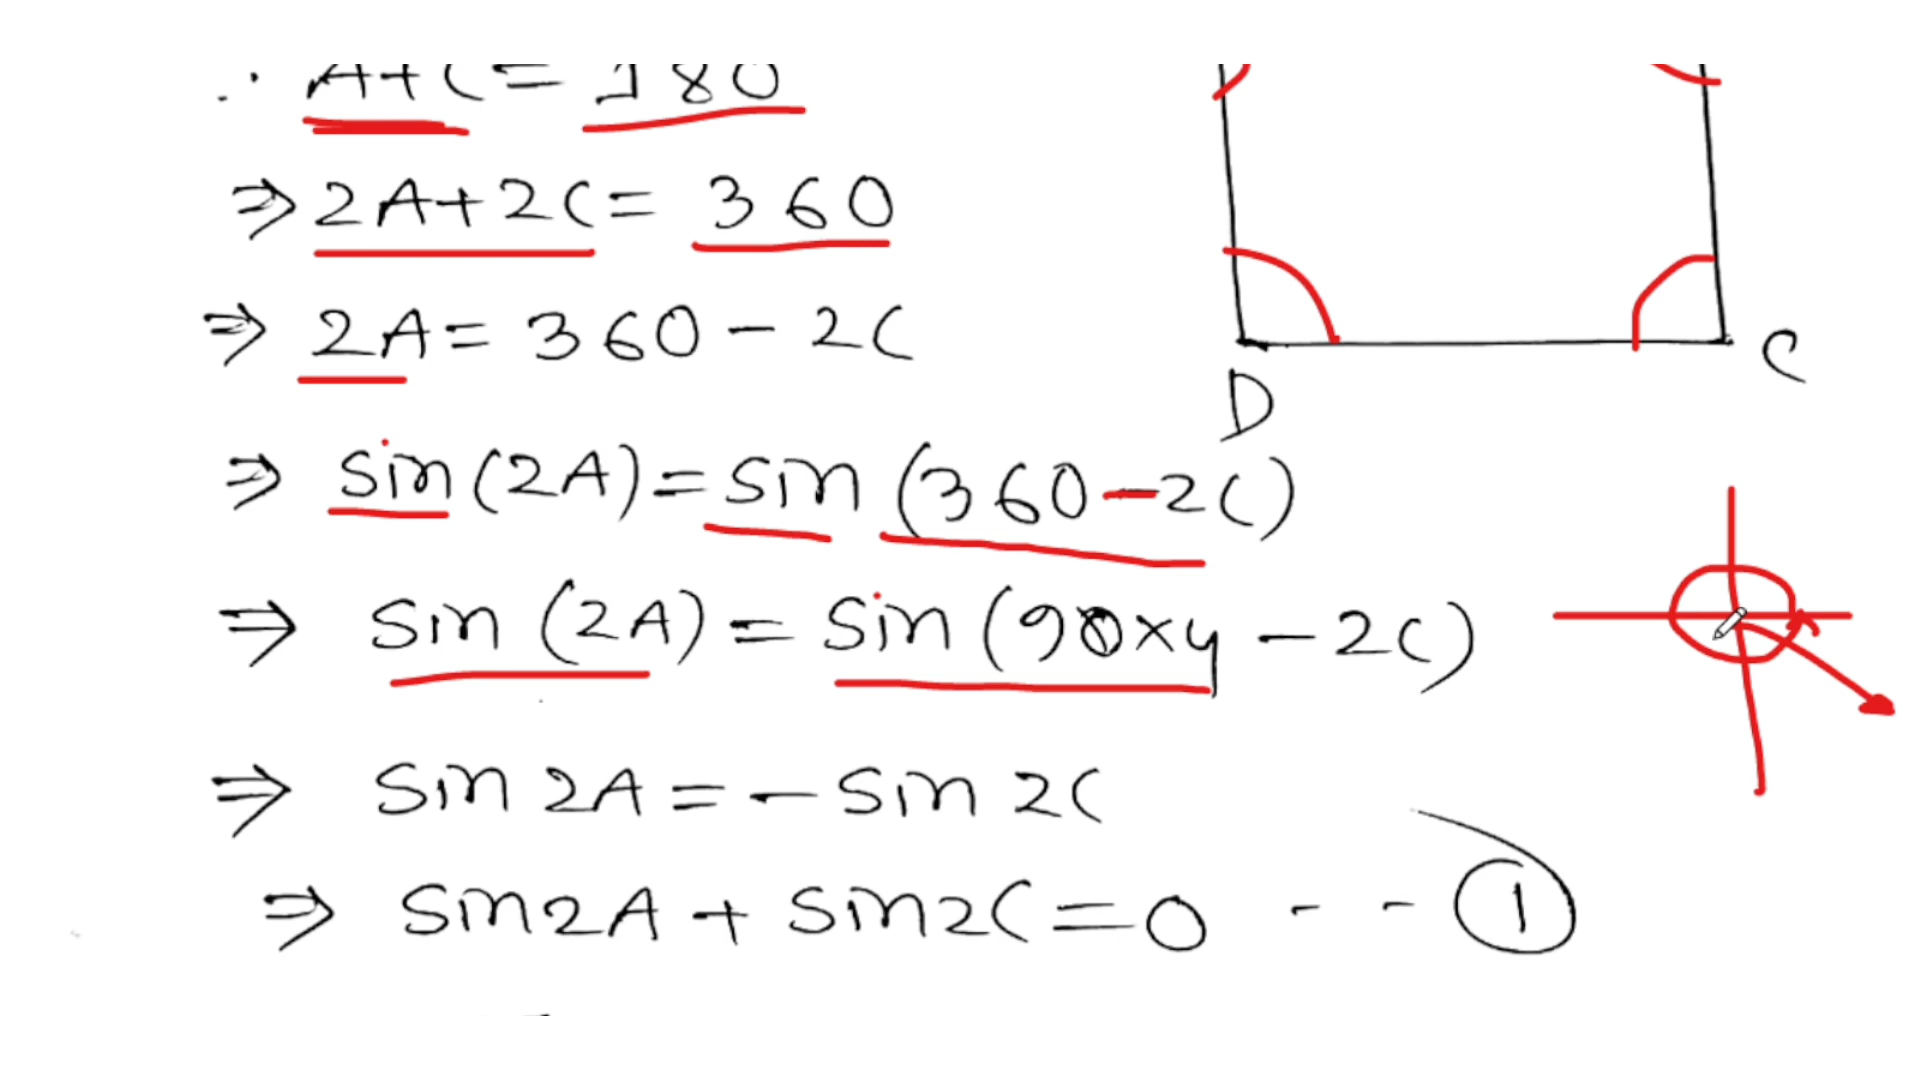 ∴ A+C = 180
⇒ 2A+2C = 360
⇒ 2A = 360 - 2C
C
D
⇒ sin (2A) = sin (360-2C)
⇒ sin (2A) = sin (90×4 - 2C)
⇒ sin 2A = - sin 2C
⇒ sin2A + sin2C = 0 - - ①